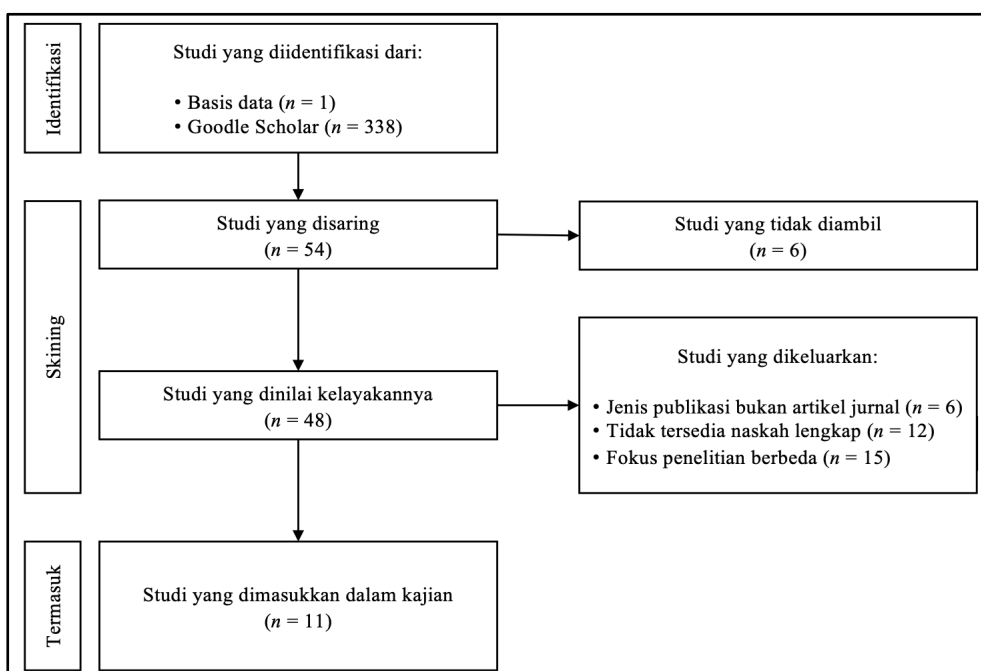 Identifikasi
Studi yang diidentifikasi dari:
• Basis data (n = 1)
• Goodle Scholar (n = 338)
Skining
Studi yang disaring
(n = 54)
Studi yang tidak diambil
(n = 6)
Studi yang dinilai kelayakannya
(n = 48)
Studi yang dikeluarkan:
• Jenis publikasi bukan artikel jurnal (n = 6)
• Tidak tersedia naskah lengkap (n = 12)
• Fokus penelitian berbeda (n = 15)
Termasuk
Studi yang dimasukkan dalam kajian
(n = 11)